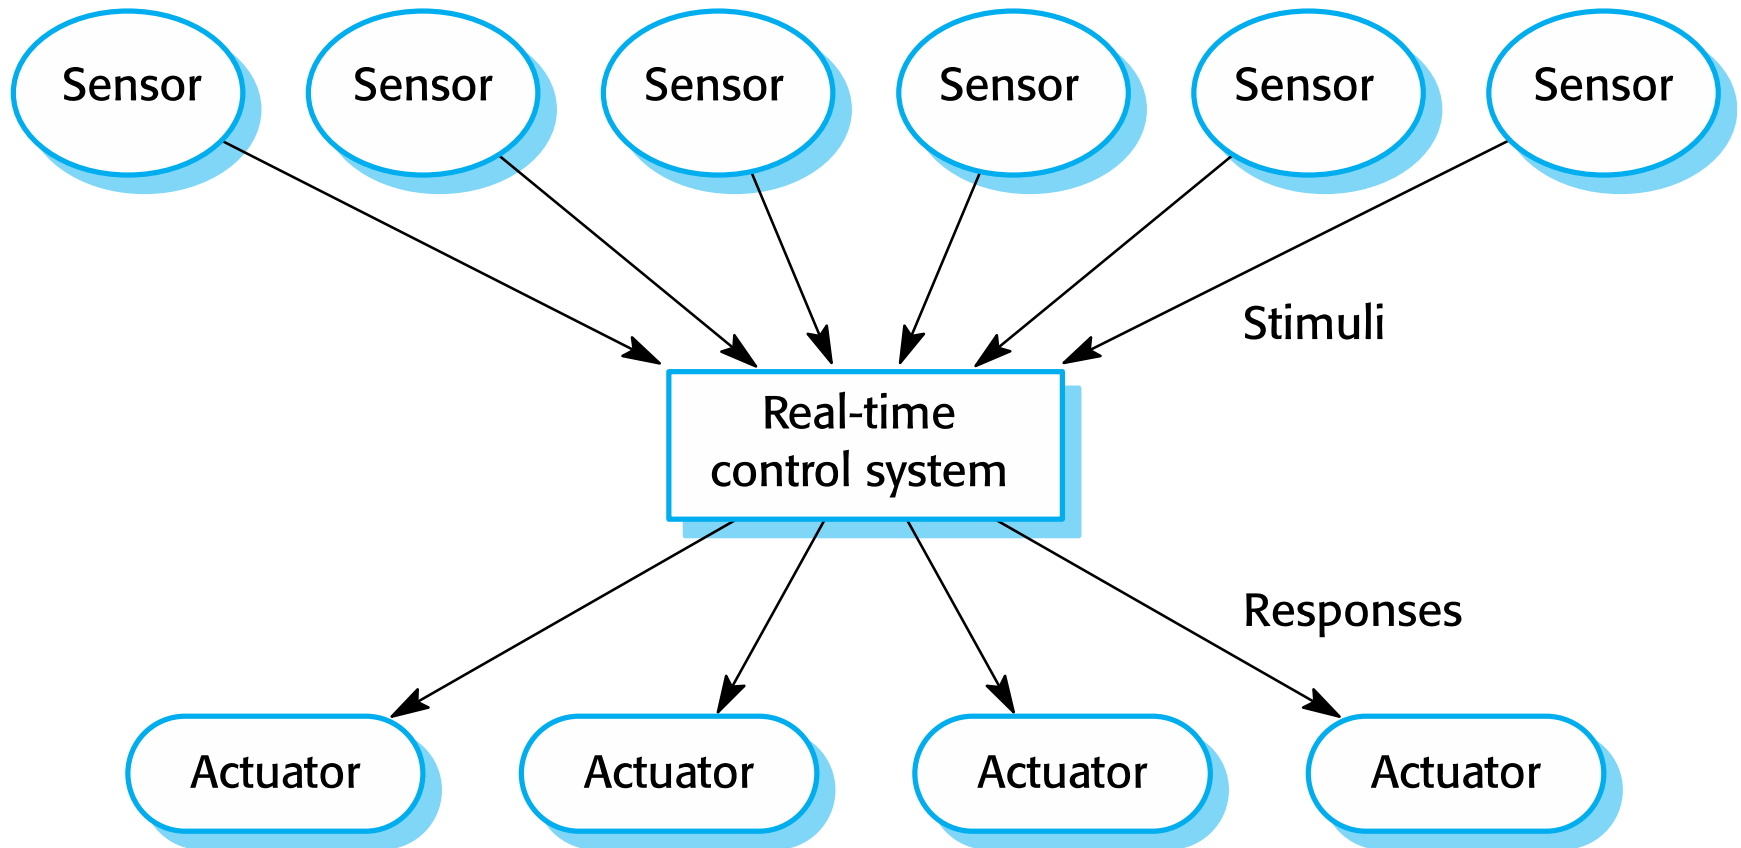 Sensor
Sensor
Sensor
Sensor
Sensor
Sensor
Stimuli
Real-time
control system
Responses
Actuator
Actuator
Actuator
Actuator